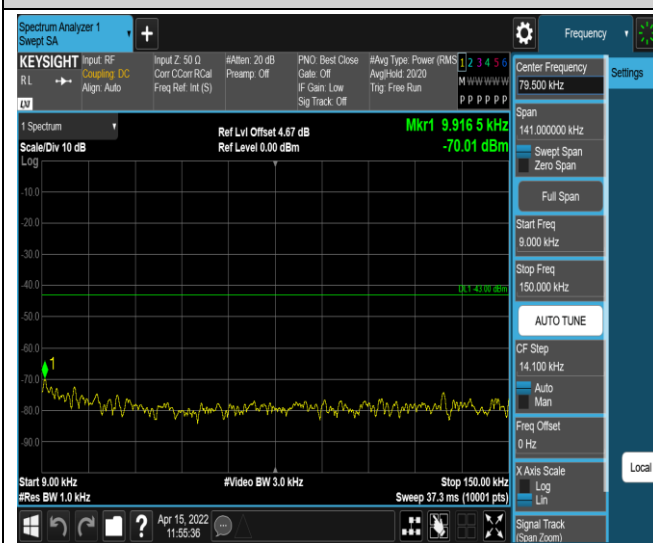 Spectrum Analyzer 1
Swept SA
+
Frequency
KEYSIGHT
RL
LXI
Input: RF
Coupling: DC
Align: Auto
Input Z: 50 Ω
Corr CCorr RCal
Freq Ref: Int (S)
#Atten: 20 dB
Preamp: Off
PNO: Best Close
Gate: Off
IF Gain: Low
Sig Track: Off
#Avg Type: Power (RMS
Avg|Hold: 20/20
Trig: Free Run
1 2 3 4 5 6
M W W W W W
P P P P P P
1 Spectrum
Scale/Div 10 dB
Log
Ref Lvl Offset 4.67 dB
Ref Level 0.00 dBm
Mkr1 9.916 5 kHz
-70.01 dBm
-10.0
-20.0
-30.0
-40.0
-50.0
-60.0
-70.0
-80.0
-90.0
DL1 -43.00 dBm
1
Start 9.00 kHz
#Res BW 1.0 kHz
#Video BW 3.0 kHz
Stop 150.00 kHz
Sweep 37.3 ms (10001 pts)
Apr 15, 2022
11:55:36
?
Center Frequency
79.500 kHz
Span
141.000000 kHz
Swept Span
Zero Span
Full Span
Start Freq
9.000 kHz
Stop Freq
150.000 kHz
AUTO TUNE
CF Step
14.100 kHz
Auto
Man
Freq Offset
0 Hz
X Axis Scale
Log
Lin
Signal Track
(Span Zoom)
Settings
Local